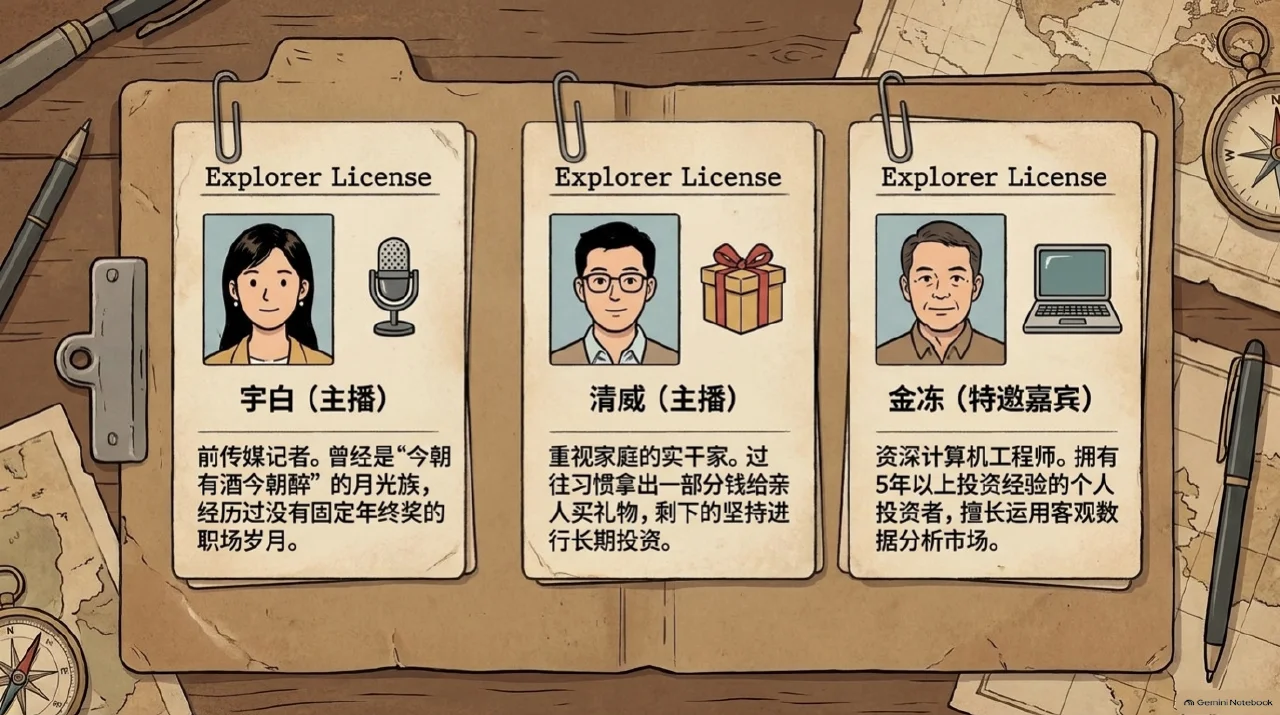 Explorer License
宇白（主播）
前传媒记者。曾经是“今朝
有酒今朝醉”的月光族，
经历过没有固定年终奖的
职场岁月。
Explorer License
清威（主播）
重视家庭的实干家。过
往习惯拿出一部分钱给亲
人买礼物，剩下的坚持进
行长期投资。
Explorer License
金冻（特邀嘉宾）
资深计算机工程师。拥有
5年以上投资经验的个人
投资者，擅长运用客观数
据分析市场。
N
W
N
E
Gemini Notebook